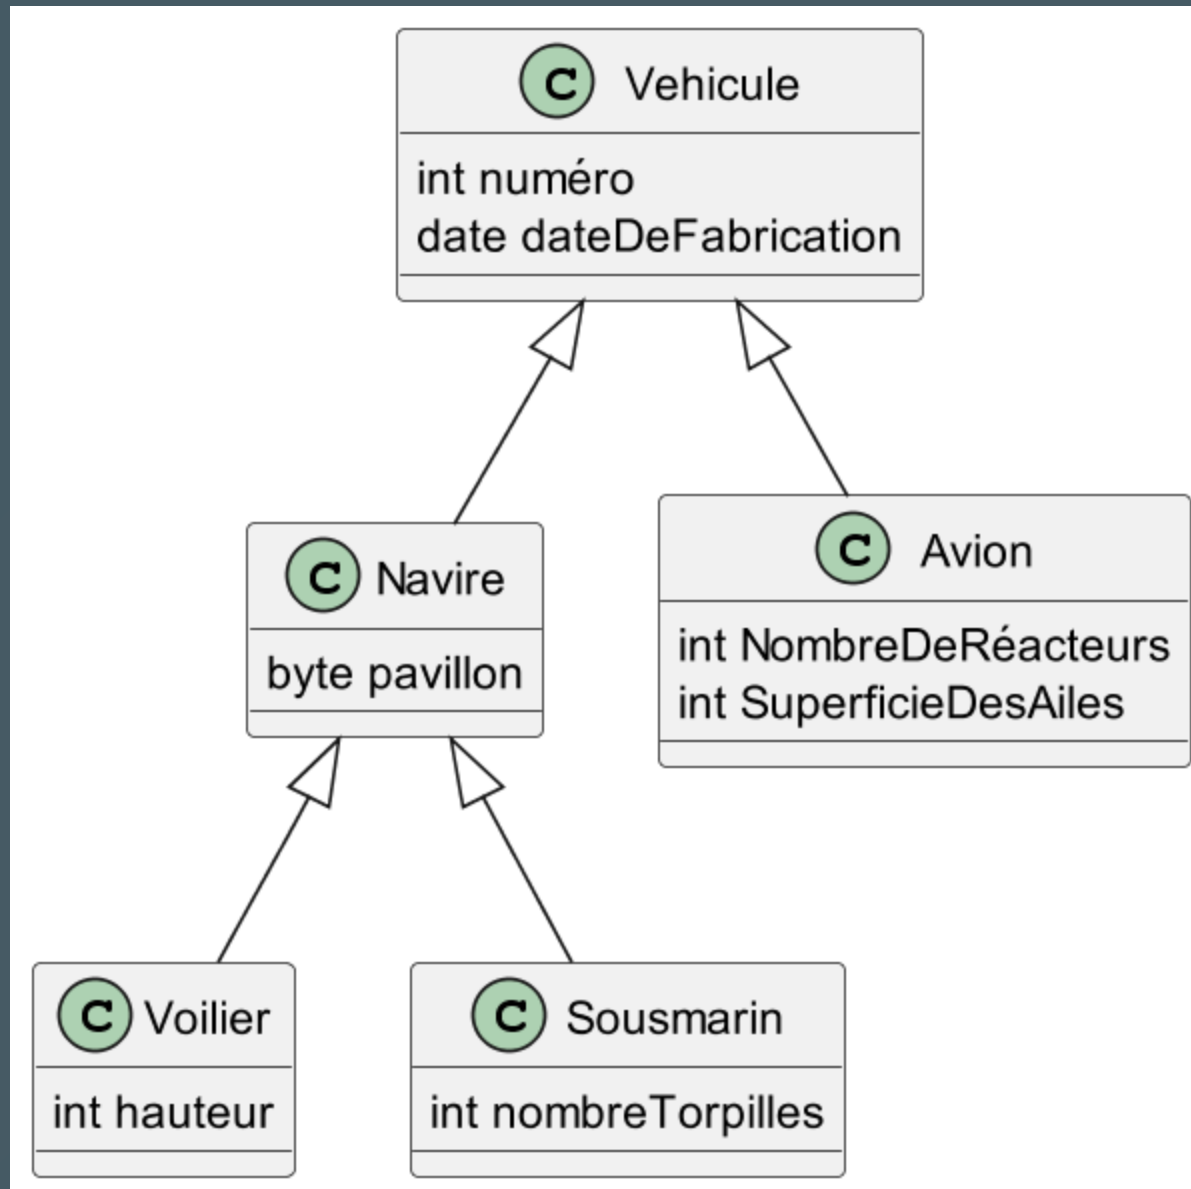 C Vehicule
int numéro
date dateDeFabrication
C Navire
byte pavillon
C Avion
int NombreDeRéacteurs
int SuperficieDesAiles
C Voilier
int hauteur
C Sousmarin
int nombreTorpilles